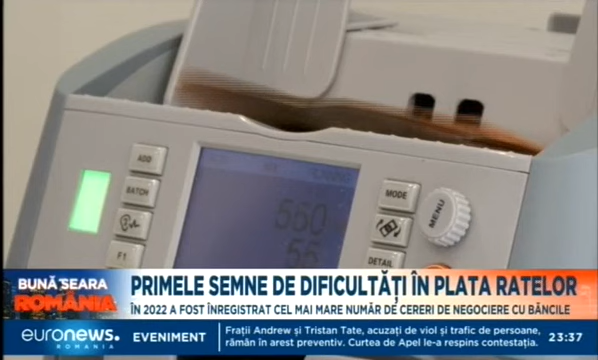 ADD
BATCH
F1
560
55
MODE
DETAIL
MENU
BUNĂ SEARA
ROMÂNIA
PRIMELE SEMNE DE DIFICULTĂȚI ÎN PLATA RATELOR
ÎN 2022 A FOST ÎNREGISTRAT CEL MAI MARE NUMĂR DE CERERI DE NEGOCIERE CU BĂNCILE
euronews.
ROMANIA
EVENIMENT
Frații Andrew și Tristan Tate, acuzați de viol și trafic de persoane,
rămân în arest preventiv. Curtea de Apel le-a respins contestația.
23:37